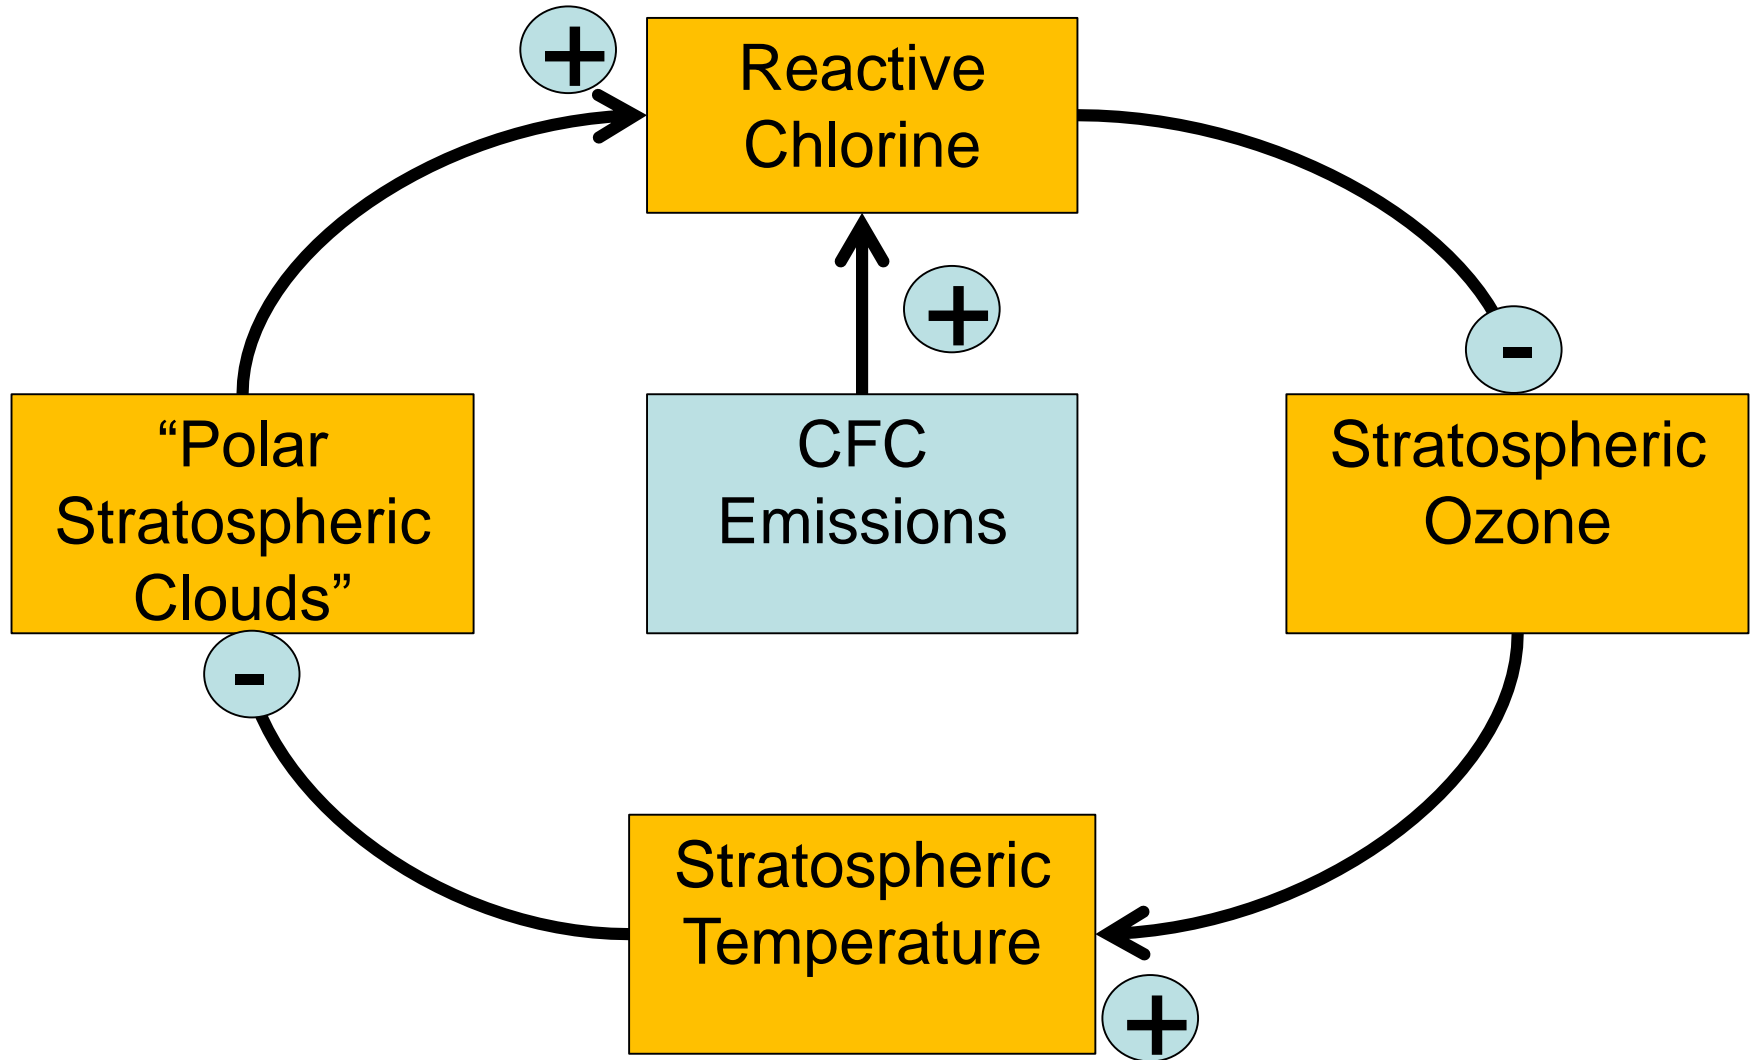 +
Reactive
Chlorine
+
-
“Polar
Stratospheric
Clouds”
CFC
Emissions
Stratospheric
Ozone
-
Stratospheric
Temperature
+